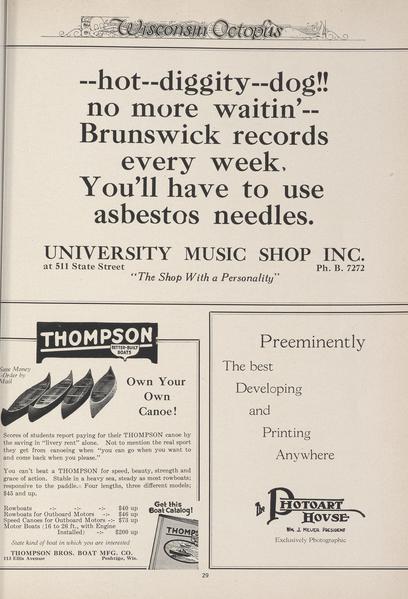 Wisconsin Octopus
--hot--diggity--dog!!
no more waitin'--
Brunswick records
every week.
You'll have to use
asbestos needles.
UNIVERSITY MUSIC SHOP INC.
at 511 State Street Ph. B. 7272
"The Shop With a Personality"
THOMPSON
BETTER-BUILT
BOATS
Save Money
-Order by
Mail
Own Your
Own
Canoe!
Scores of students report paying for their THOMPSON canoe by
the saving in "livery rent" alone. Not to mention the real sport
they get from canoeing when "you can go when you want to
and come back when you please."
You can't beat a THOMPSON for speed, beauty, strength and
grace of action. Stable in a heavy sea, steady as most rowboats;
responsive to the paddle. Four lengths, three different models;
$45 and up.
Rowboats -:- -:- -:- $40 up
Rowboats for Outboard Motors -:- $46 up
Speed Canoes for Outboard Motors -:- $73 up
Motor Boats (16 to 26 ft., with Engine
Installed) -:- $200 up
State kind of boat in which you are interested
THOMPSON BROS. BOAT MFG. CO.
113 Ellis Avenue Peshtigo, Wis.
Get this
Boat Catalog!
THOMPS
Preeminently
The best
Developing
and
Printing
Anywhere
The PHOTOART
HOUSE
WM. J. MEUER, PRESIDENT
Exclusively Photographic
29